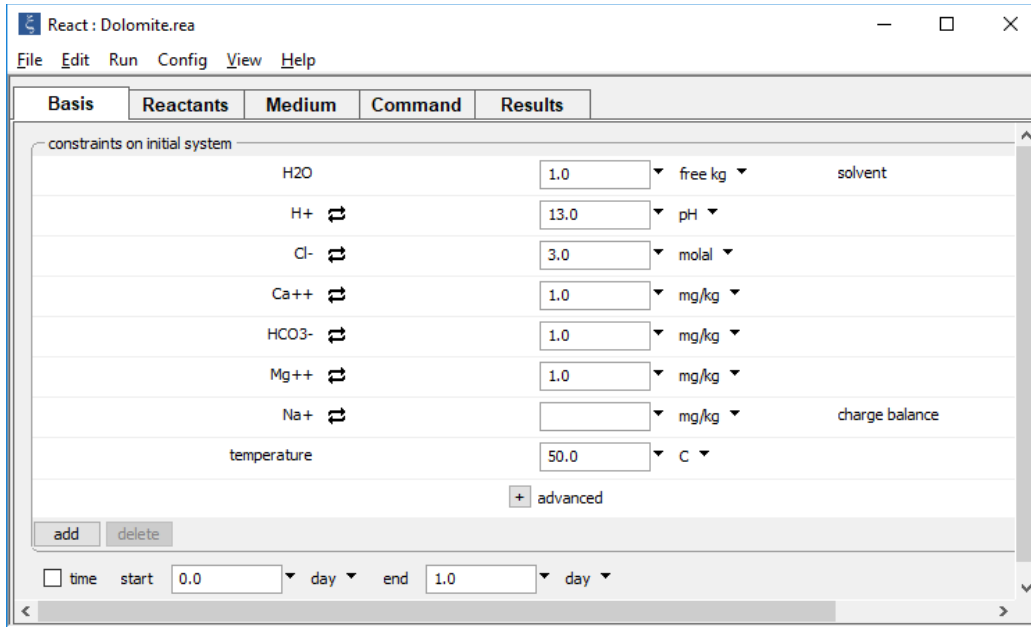 ξ React : Dolomite.rea
File Edit Run Config View Help
Basis Reactants Medium Command Results
constraints on initial system
H2O 1.0 free kg solvent
H+ 13.0 pH
Cl- 3.0 molal
Ca++ 1.0 mg/kg
HCO3- 1.0 mg/kg
Mg++ 1.0 mg/kg
Na+ mg/kg charge balance
temperature 50.0 C
+ advanced
add delete
time start 0.0 day end 1.0 day